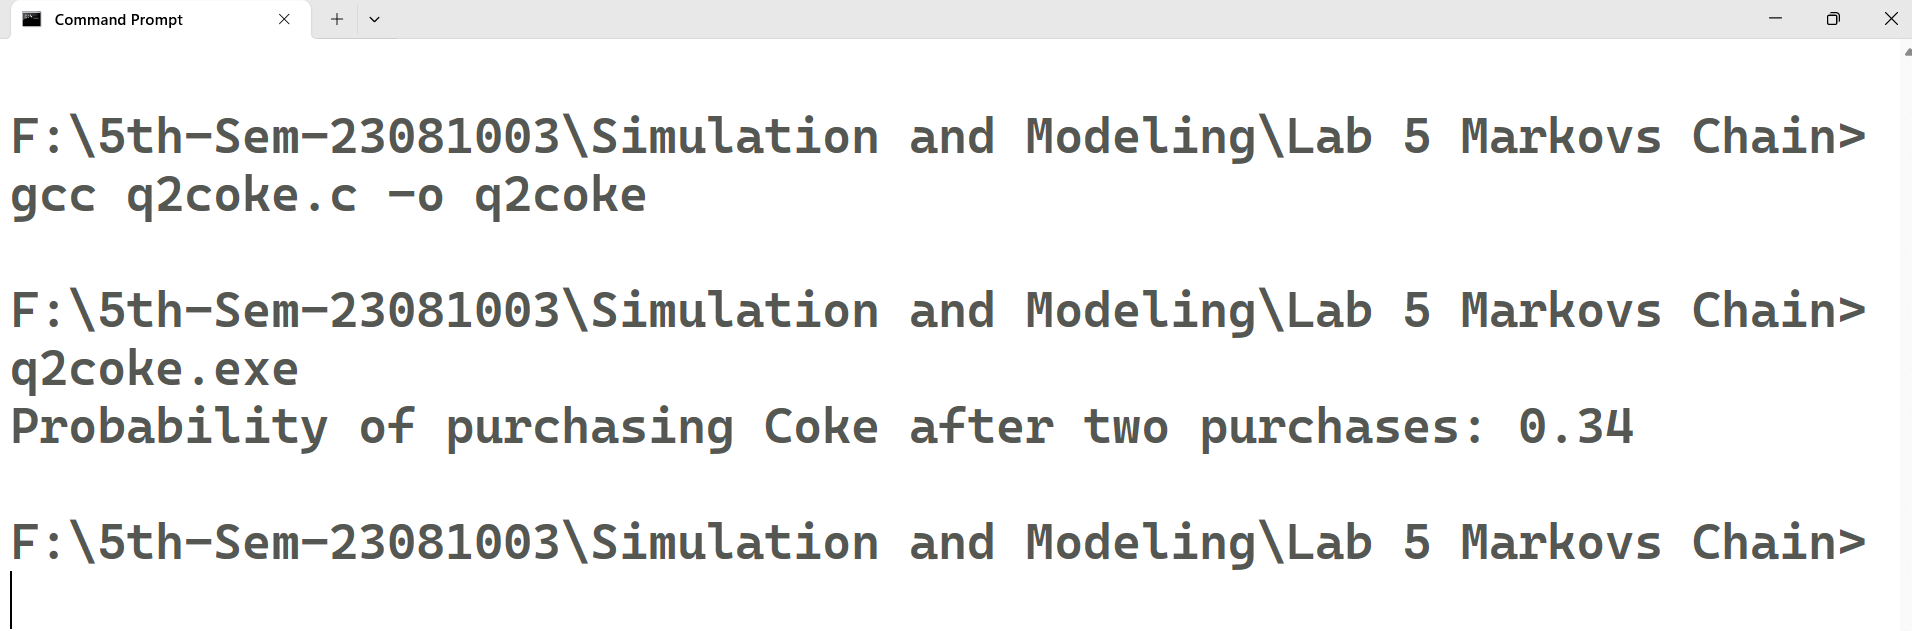 Command Prompt
F:\5th-Sem-23081003\Simulation and Modeling\Lab 5 Markovs Chain>
gcc q2coke.c -o q2coke
F:\5th-Sem-23081003\Simulation and Modeling\Lab 5 Markovs Chain>
q2coke.exe
Probability of purchasing Coke after two purchases: 0.34
F:\5th-Sem-23081003\Simulation and Modeling\Lab 5 Markovs Chain>